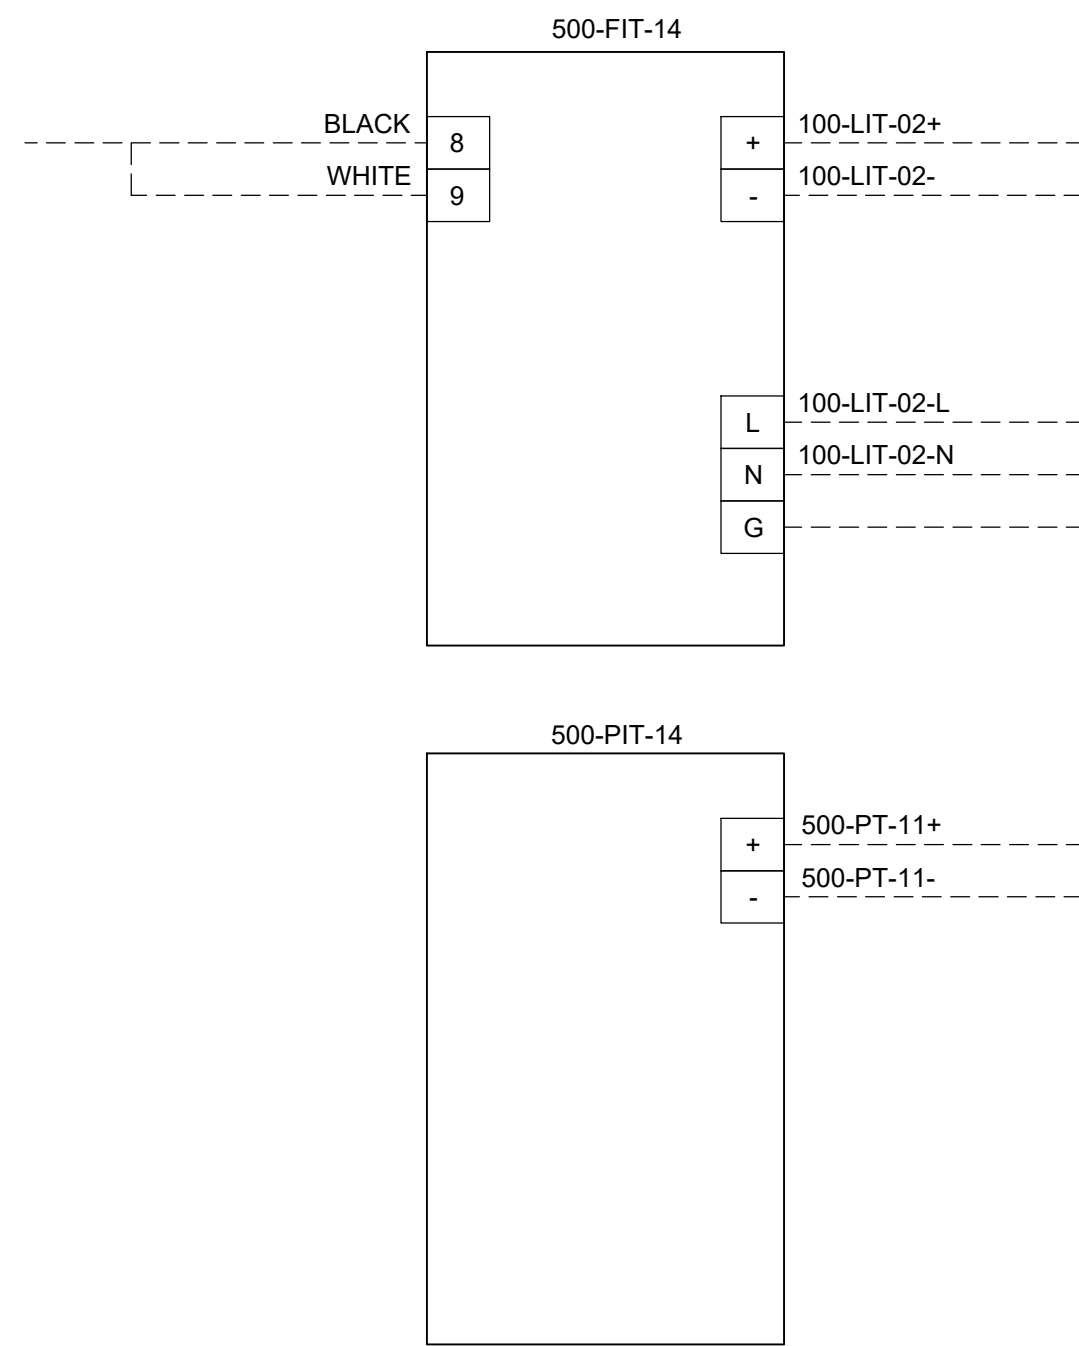 500-FIT-14
BLACK
8
+
100-LIT-02+
WHITE
9
-
100-LIT-02-
L
100-LIT-02-L
N
100-LIT-02-N
G
500-PIT-14
+
500-PT-11+
-
500-PT-11-